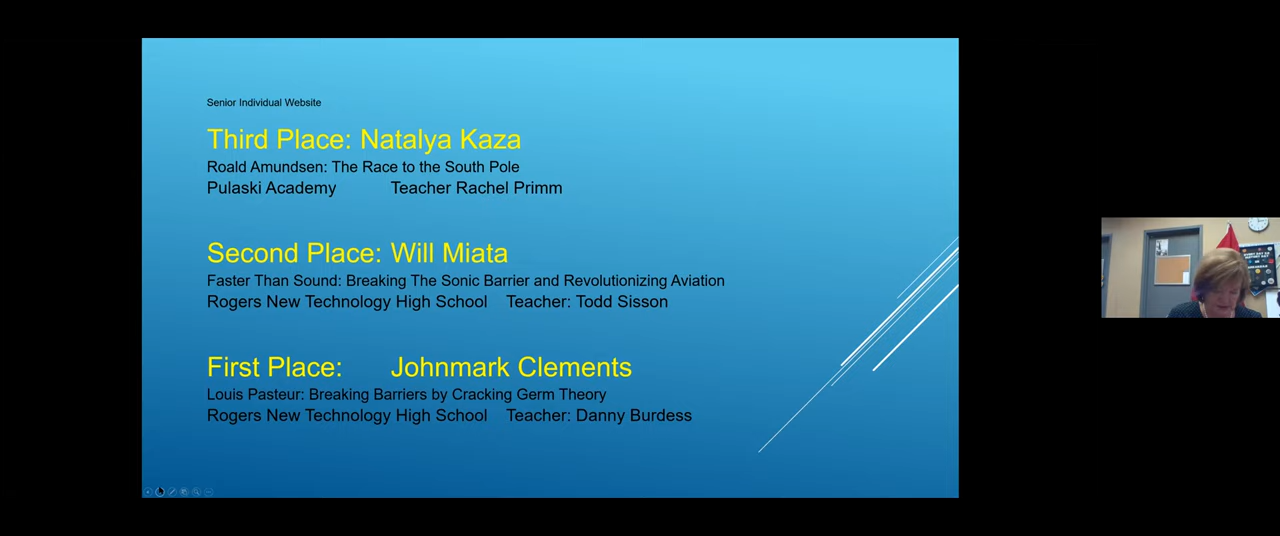 Senior Individual Website
Third Place: Natalya Kaza
Roald Amundsen: The Race to the South Pole
Pulaski Academy Teacher Rachel Primm
Second Place: Will Miata
Faster Than Sound: Breaking The Sonic Barrier and Revolutionizing Aviation
Rogers New Technology High School Teacher: Todd Sisson
First Place: Johnmark Clements
Louis Pasteur: Breaking Barriers by Cracking Germ Theory
Rogers New Technology High School Teacher: Danny Burdess